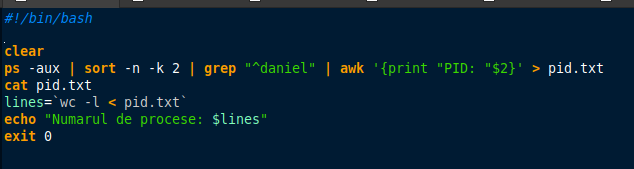 #!/bin/bash
clear
ps -aux | sort -n -k 2 | grep "^daniel" | awk '{print "PID: "$2}' > pid.txt
cat pid.txt
lines=`wc -l < pid.txt`
echo "Numarul de procese: $lines"
exit 0